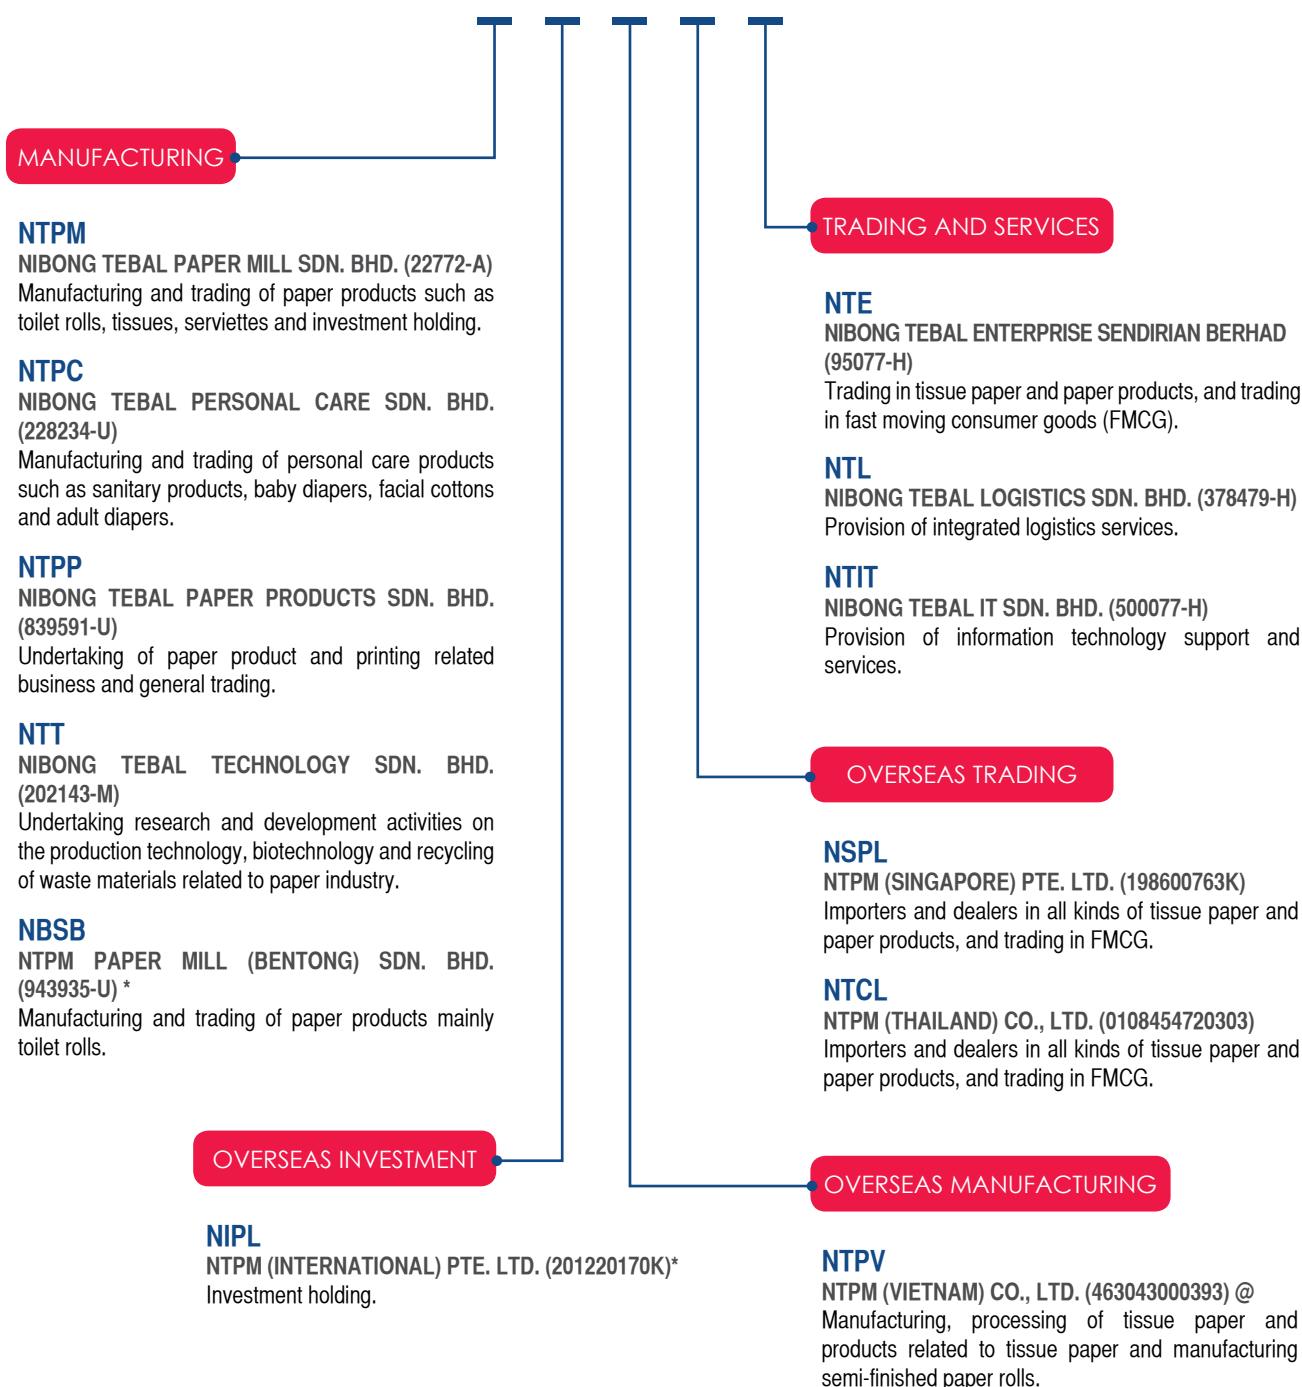 MANUFACTURING
NTPM
NIBONG TEBAL PAPER MILL SDN. BHD. (22772-A)
Manufacturing and trading of paper products such as
toilet rolls, tissues, serviettes and investment holding.
NTPC
NIBONG TEBAL PERSONAL CARE SDN. BHD.
(228234-U)
Manufacturing and trading of personal care products
such as sanitary products, baby diapers, facial cottons
and adult diapers.
NTPP
NIBONG TEBAL PAPER PRODUCTS SDN. BHD.
(839591-U)
Undertaking of paper product and printing related
business and general trading.
NTT
NIBONG TEBAL TECHNOLOGY SDN. BHD.
(202143-M)
Undertaking research and development activities on
the production technology, biotechnology and recycling
of waste materials related to paper industry.
NBSB
NTPM PAPER MILL (BENTONG) SDN. BHD.
(943935-U) *
Manufacturing and trading of paper products mainly
toilet rolls.
OVERSEAS INVESTMENT
NIPL
NTPM (INTERNATIONAL) PTE. LTD. (201220170K)*
Investment holding.
TRADING AND SERVICES
NTE
NIBONG TEBAL ENTERPRISE SENDIRIAN BERHAD
(95077-H)
Trading in tissue paper and paper products, and trading
in fast moving consumer goods (FMCG).
NTL
NIBONG TEBAL LOGISTICS SDN. BHD. (378479-H)
Provision of integrated logistics services.
NTIT
NIBONG TEBAL IT SDN. BHD. (500077-H)
Provision of information technology support and
services.
OVERSEAS TRADING
NSPL
NTPM (SINGAPORE) PTE. LTD. (198600763K)
Importers and dealers in all kinds of tissue paper and
paper products, and trading in FMCG.
NTCL
NTPM (THAILAND) CO., LTD. (0108454720303)
Importers and dealers in all kinds of tissue paper and
paper products, and trading in FMCG.
OVERSEAS MANUFACTURING
NTPV
NTPM (VIETNAM) CO., LTD. (463043000393) @
Manufacturing, processing of tissue paper and
products related to tissue paper and manufacturing
semi-finished paper rolls.